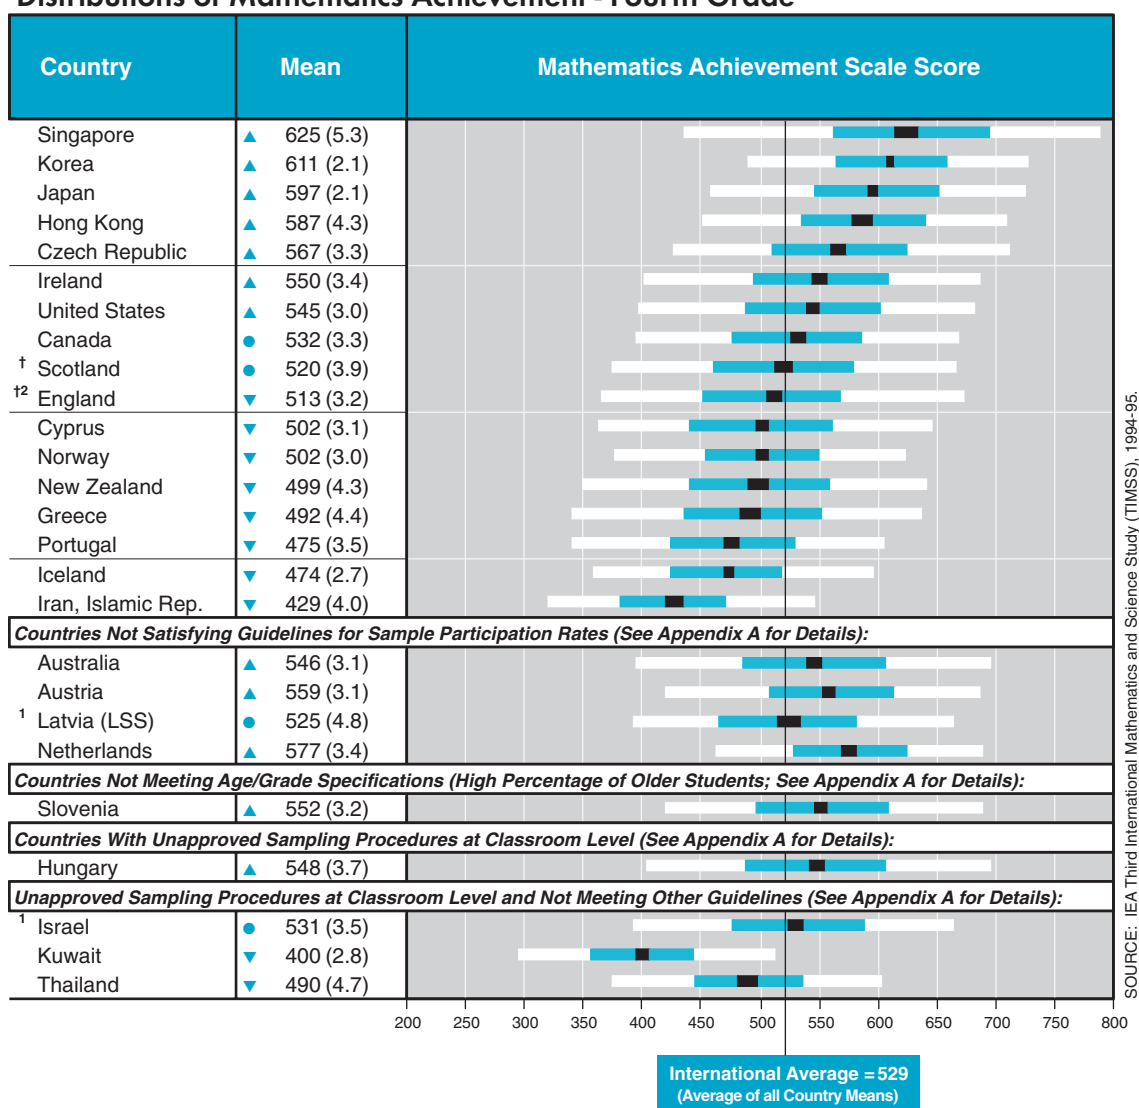 Distributions of Mathematics Achievement - Fourth Grade
Country Mean Mathematics Achievement Scale Score
Singapore ▲ 625 (5.3)
Korea ▲ 611 (2.1)
Japan ▲ 597 (2.1)
Hong Kong ▲ 587 (4.3)
Czech Republic ▲ 567 (3.3)
Ireland ▲ 550 (3.4)
United States ▲ 545 (3.0)
Canada ● 532 (3.3)
† Scotland ● 520 (3.9)
†2 England ▼ 513 (3.2)
Cyprus ▼ 502 (3.1)
Norway ▼ 502 (3.0)
New Zealand ▼ 499 (4.3)
Greece ▼ 492 (4.4)
Portugal ▼ 475 (3.5)
Iceland ▼ 474 (2.7)
Iran, Islamic Rep. ▼ 429 (4.0)
Countries Not Satisfying Guidelines for Sample Participation Rates (See Appendix A for Details):
Australia ▲ 546 (3.1)
Austria ▲ 559 (3.1)
1 Latvia (LSS) ● 525 (4.8)
Netherlands ▲ 577 (3.4)
Countries Not Meeting Age/Grade Specifications (High Percentage of Older Students; See Appendix A for Details):
Slovenia ▲ 552 (3.2)
Countries With Unapproved Sampling Procedures at Classroom Level (See Appendix A for Details):
Hungary ▲ 548 (3.7)
Unapproved Sampling Procedures at Classroom Level and Not Meeting Other Guidelines (See Appendix A for Details):
1 Israel ● 531 (3.5)
Kuwait ▼ 400 (2.8)
Thailand ▼ 490 (4.7)
200 250 300 350 400 450 500 550 600 650 700 750 800
International Average = 529
(Average of all Country Means)
SOURCE: IEA Third International Mathematics and Science Study (TIMSS), 1994-95.